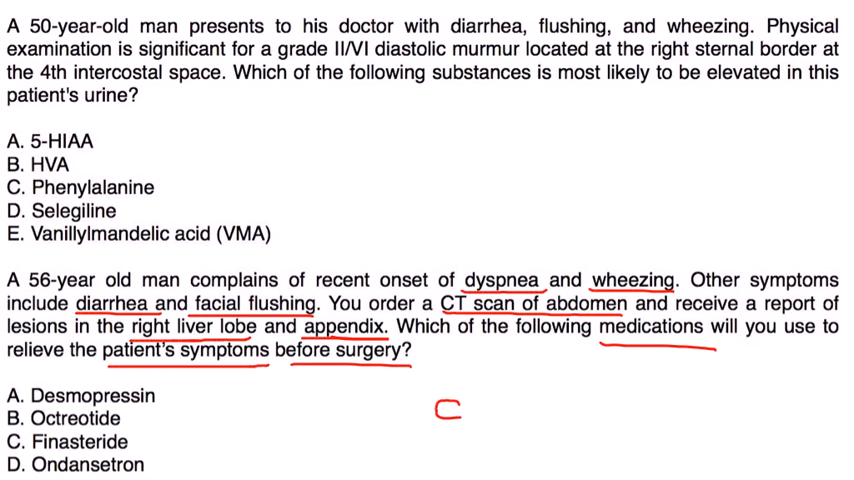 A 50-year-old man presents to his doctor with diarrhea, flushing, and wheezing. Physical
examination is significant for a grade II/VI diastolic murmur located at the right sternal border at
the 4th intercostal space. Which of the following substances is most likely to be elevated in this
patient's urine?
A. 5-HIAA
B. HVA
C. Phenylalanine
D. Selegiline
E. Vanillylmandelic acid (VMA)
A 56-year old man complains of recent onset of dyspnea and wheezing. Other symptoms
include diarrhea and facial flushing. You order a CT scan of abdomen and receive a report of
lesions in the right liver lobe and appendix. Which of the following medications will you use to
relieve the patient's symptoms before surgery?
A. Desmopressin
B. Octreotide
C
C. Finasteride
D. Ondansetron